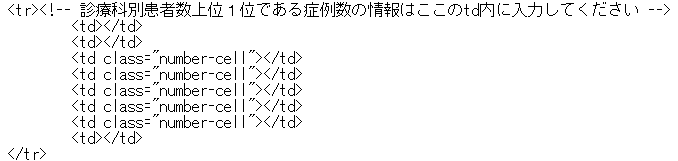 <tr><!-- 診療科別患者数上位１位である症例数の情報はここのtd内に入力してください -->
<td></td>
<td></td>
<td class="number-cell"></td>
<td class="number-cell"></td>
<td class="number-cell"></td>
<td class="number-cell"></td>
<td class="number-cell"></td>
<td></td>
</tr>